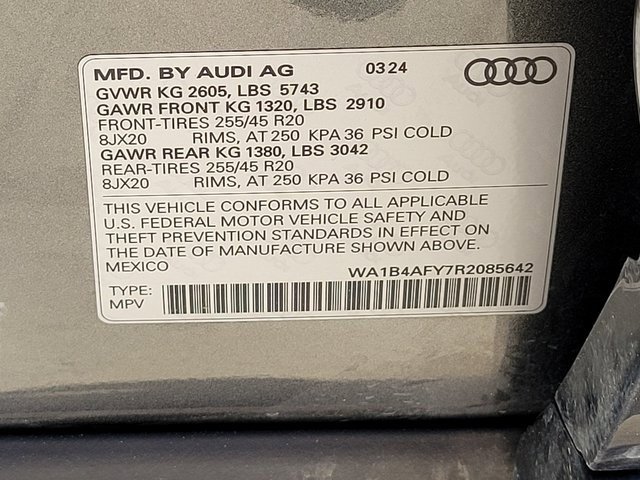 MFD. BY AUDI AG 0324
GVWR KG 2605, LBS 5743
GAWR FRONT KG 1320, LBS 2910
FRONT-TIRES 255/45 R20
8JX20 RIMS, AT 250 KPA 36 PSI COLD
GAWR REAR KG 1380, LBS 3042
REAR-TIRES 255/45 R20
8JX20 RIMS, AT 250 KPA 36 PSI COLD
THIS VEHICLE CONFORMS TO ALL APPLICABLE
U.S. FEDERAL MOTOR VEHICLE SAFETY AND
THEFT PREVENTION STANDARDS IN EFFECT ON
THE DATE OF MANUFACTURE SHOWN ABOVE.
MEXICO WA1B4AFY7R2085642
TYPE:
MPV